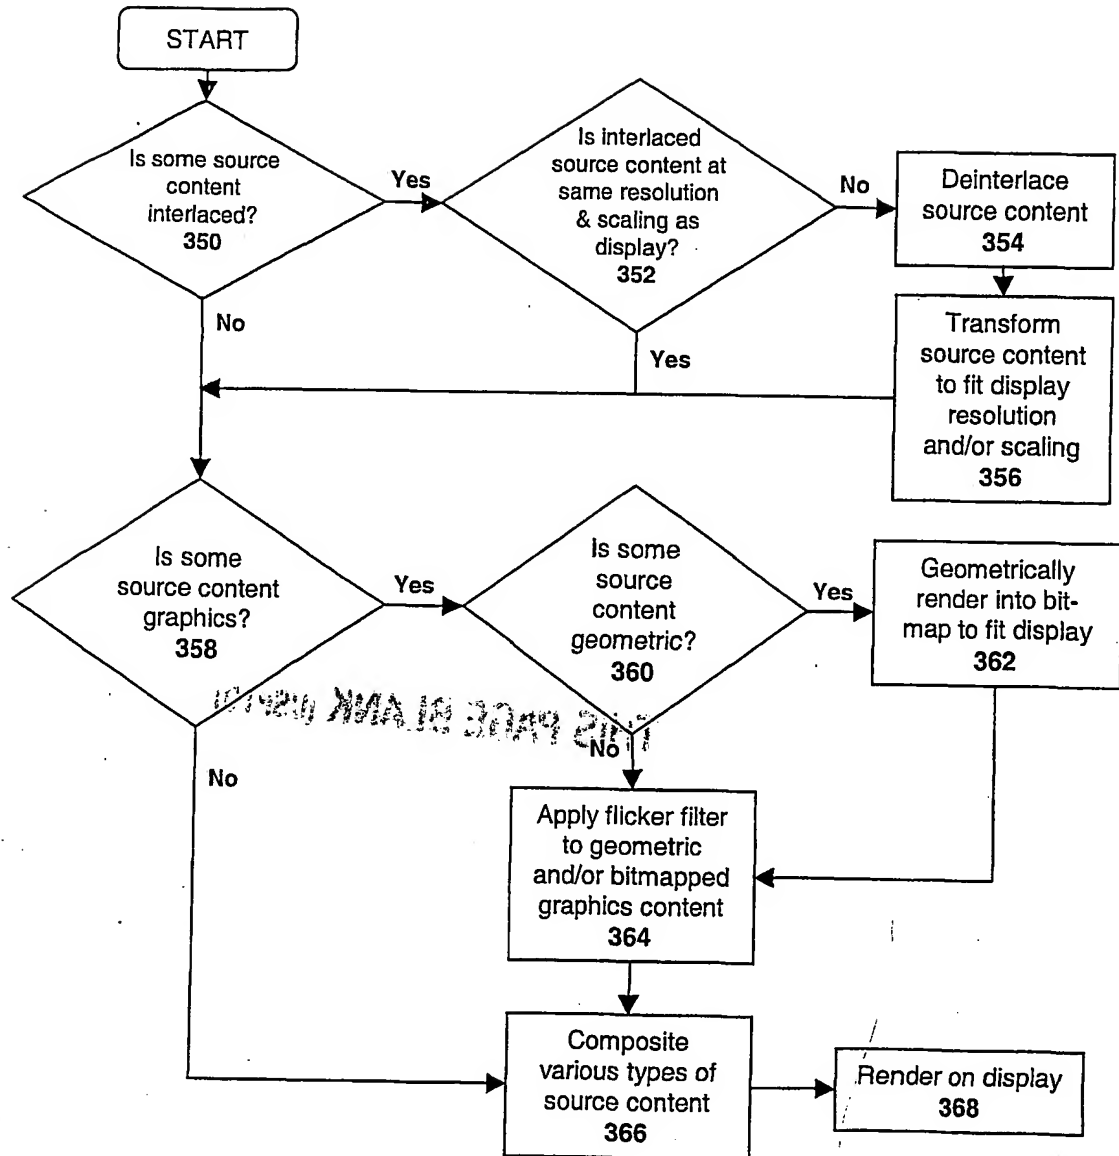 START
Is some source
content
interlaced?
350
Yes
Is interlaced
source content at
same resolution
& scaling as
display?
352
No
Deinterlace
source content
354
No
Yes
Transform
source content
to fit display
resolution
and/or scaling
356
Is some
source content
graphics?
358
Yes
Is some
source
content
geometric?
360
Yes
Geometrically
render into bit-
map to fit display
362
THIS PAGE BLANK
No
No
Apply flicker filter
to geometric
and/or bitmapped
graphics content
364
Composite
various types of
source content
366
Render on display
368